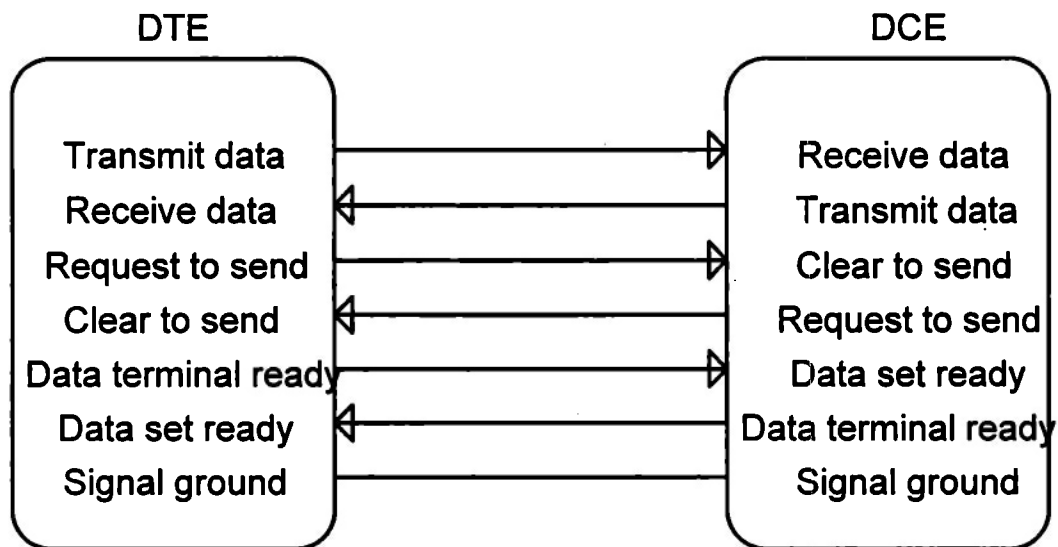 DTE DCE
Transmit data Receive data
Receive data Transmit data
Request to send Clear to send
Clear to send Request to send
Data terminal ready Data set ready
Data set ready Data terminal ready
Signal ground Signal ground